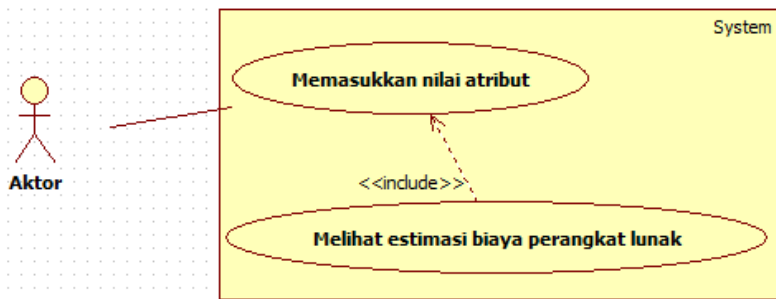 System
Memasukkan nilai atribut
Aktor
<<include>>
Melihat estimasi biaya perangkat lunak